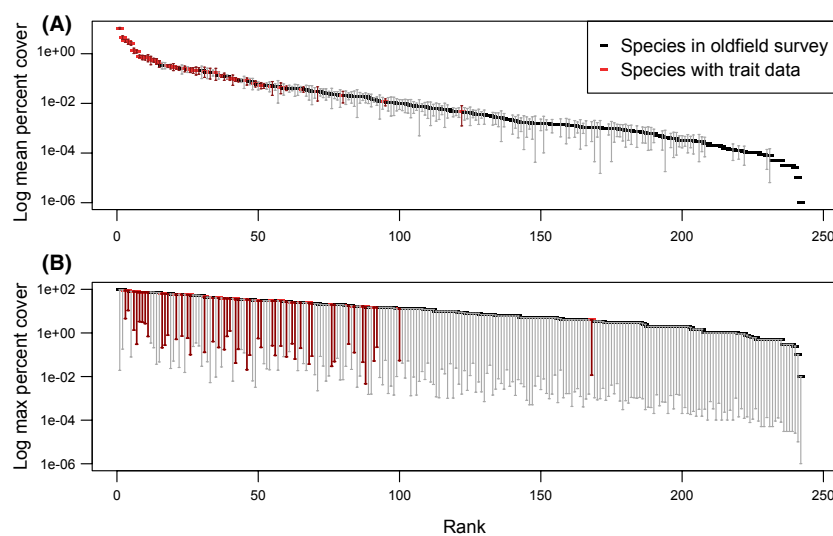 (A)
Log mean percent cover
1e+00
1e-02
1e-04
1e-06
Species in oldfield survey
Species with trait data
0 50 100 150 200 250
(B)
Log max percent cover
1e+02
1e+00
1e-02
1e-04
1e-06
0 50 100 150 200 250
Rank